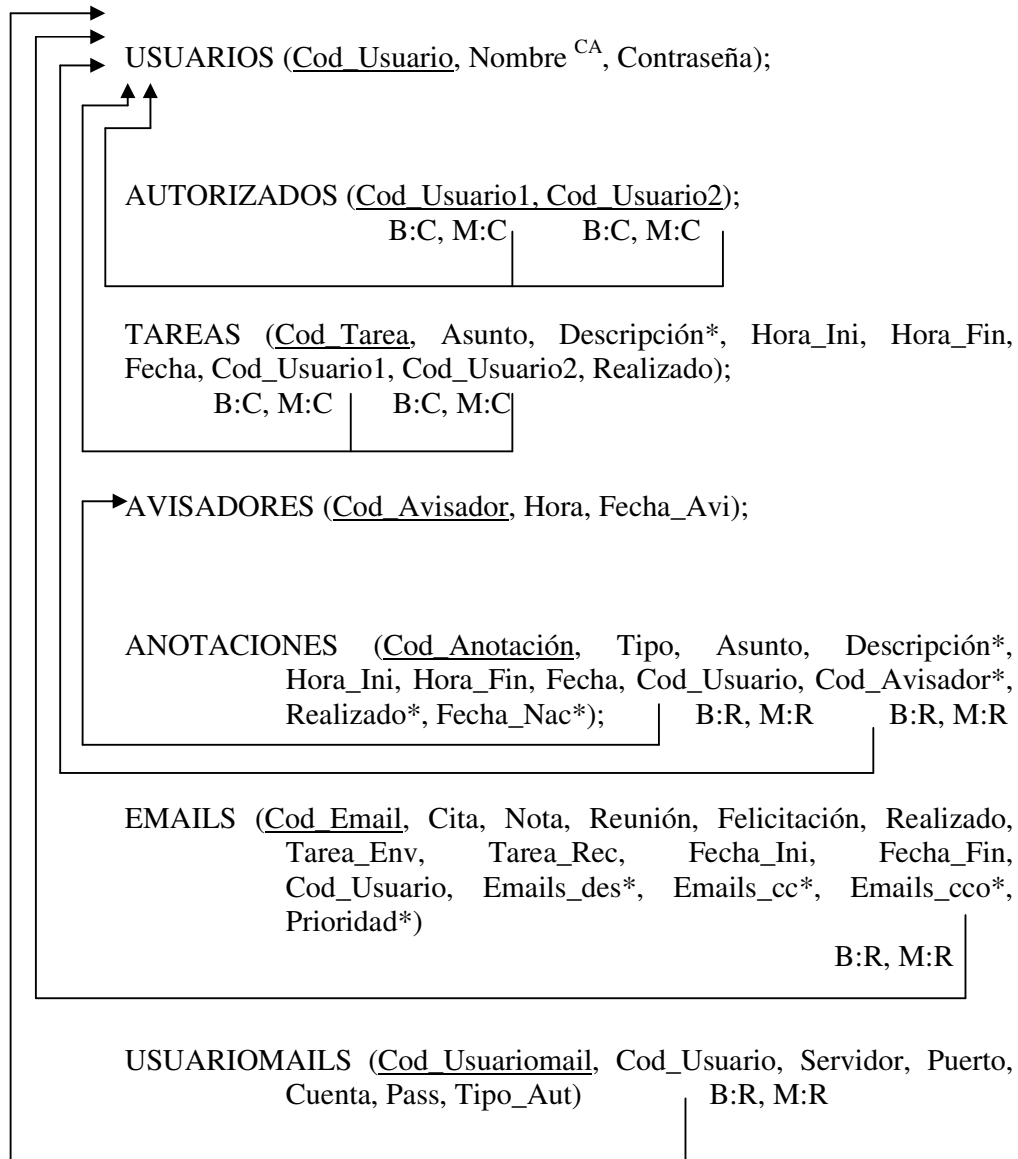 USUARIOS (Cod_Usuario, Nombre CA, Contraseña);
AUTORIZADOS (Cod_Usuario1, Cod_Usuario2);
B:C, M:C B:C, M:C
TAREAS (Cod_Tarea, Asunto, Descripción*, Hora_Ini, Hora_Fin,
Fecha, Cod_Usuario1, Cod_Usuario2, Realizado);
B:C, M:C B:C, M:C
AVISADORES (Cod_Avisador, Hora, Fecha_Avi);
ANOTACIONES (Cod_Anotación, Tipo, Asunto, Descripción*,
Hora_Ini, Hora_Fin, Fecha, Cod_Usuario, Cod_Avisador*,
Realizado*, Fecha_Nac*); B:R, M:R B:R, M:R
EMAILS (Cod_Email, Cita, Nota, Reunión, Felicitación, Realizado,
Tarea_Env, Tarea_Rec, Fecha_Ini, Fecha_Fin,
Cod_Usuario, Emails_des*, Emails_cc*, Emails_cco*,
Prioridad*)
B:R, M:R
USUARIOMAILS (Cod_Usuariomail, Cod_Usuario, Servidor, Puerto,
Cuenta, Pass, Tipo_Aut) B:R, M:R